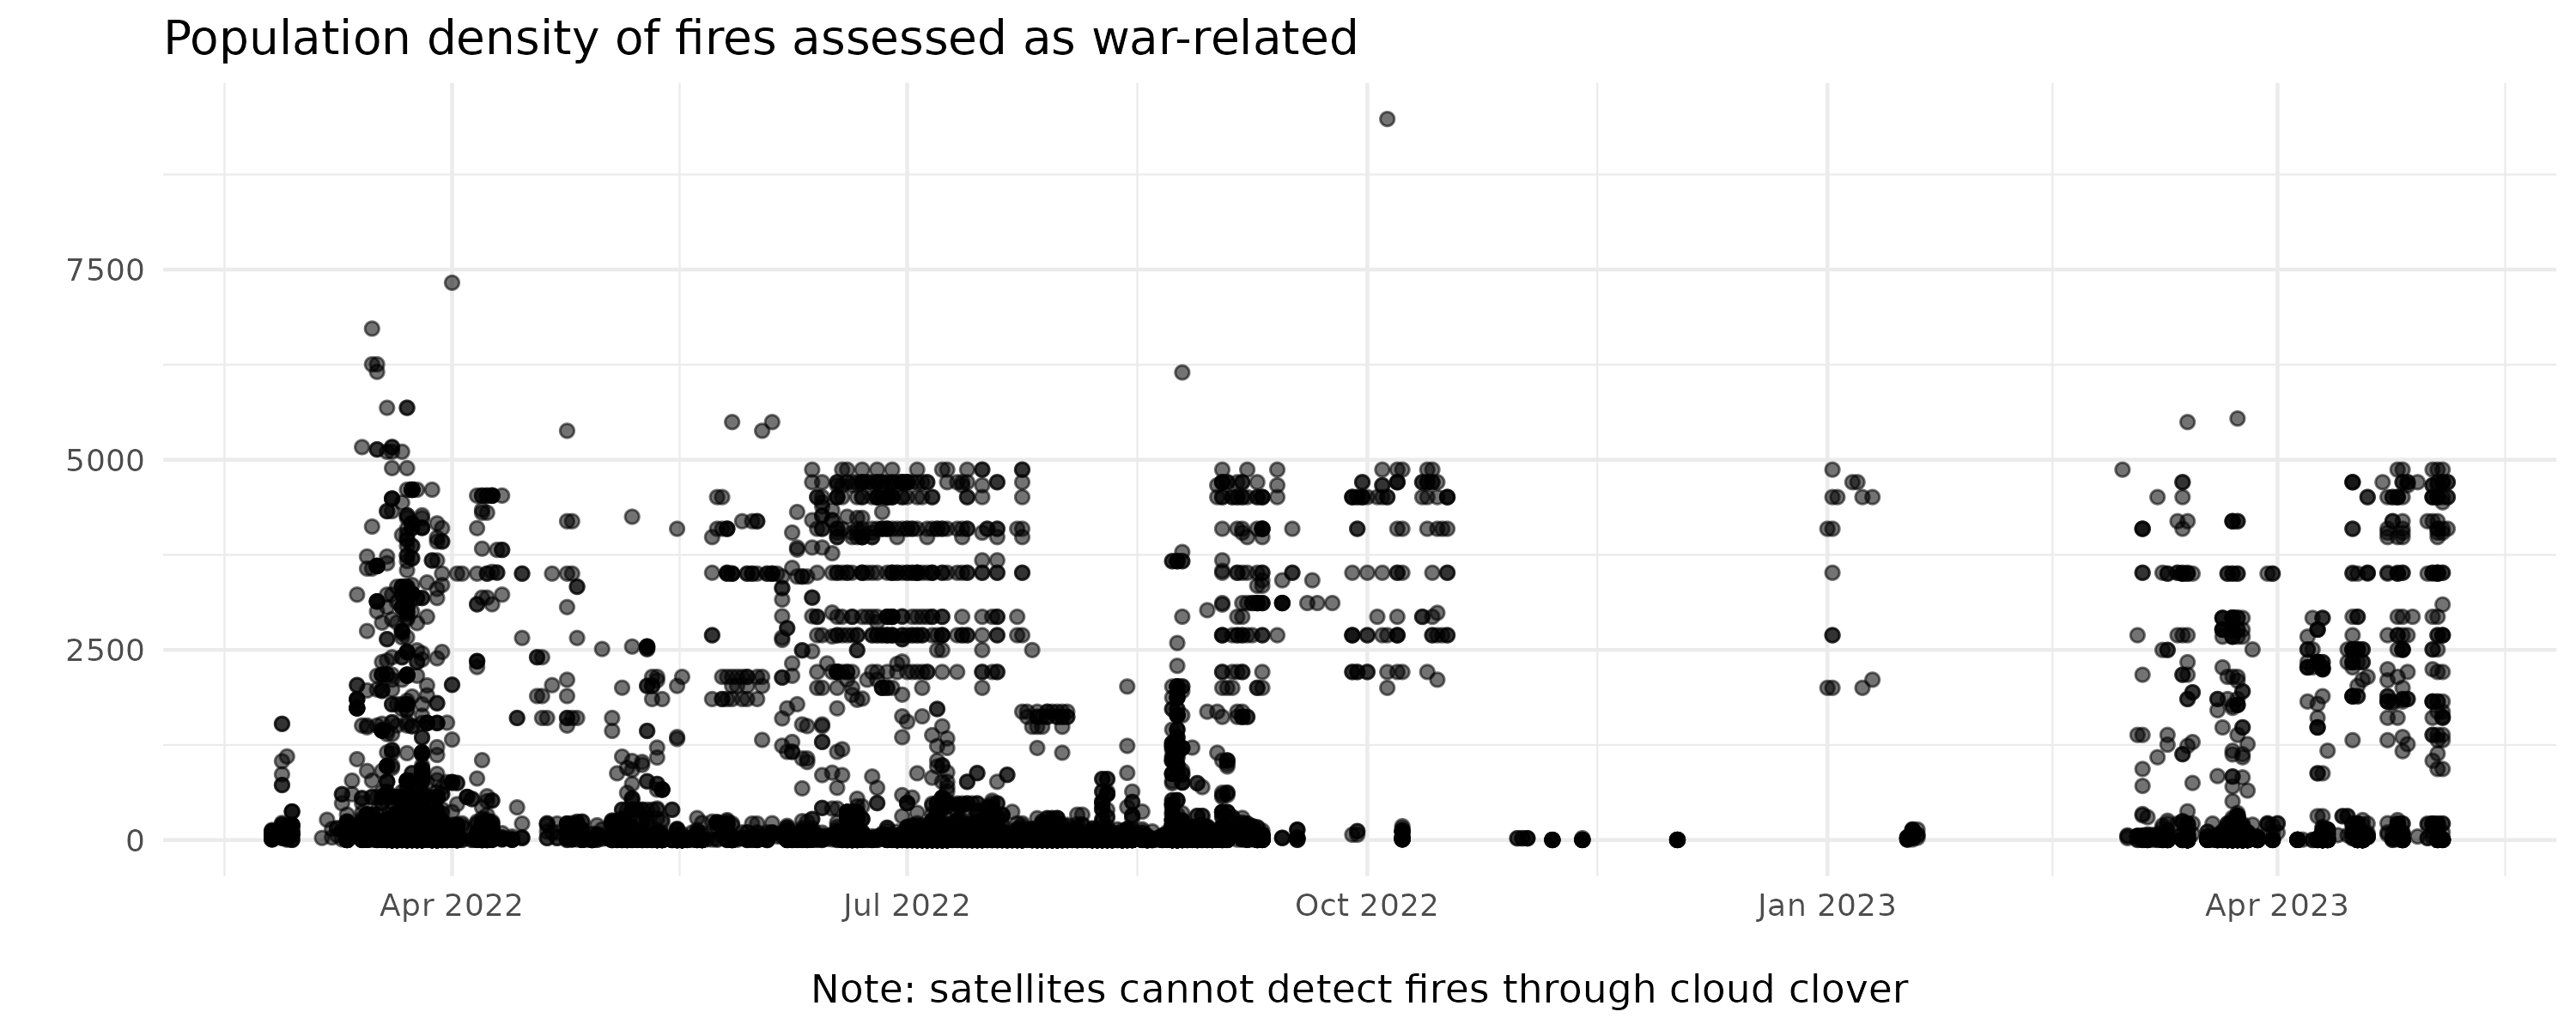 Population density of fires assessed as war-related
7500
5000
2500
0
Apr 2022
Jul 2022
Oct 2022
Jan 2023
Apr 2023
Note: satellites cannot detect fires through cloud clover